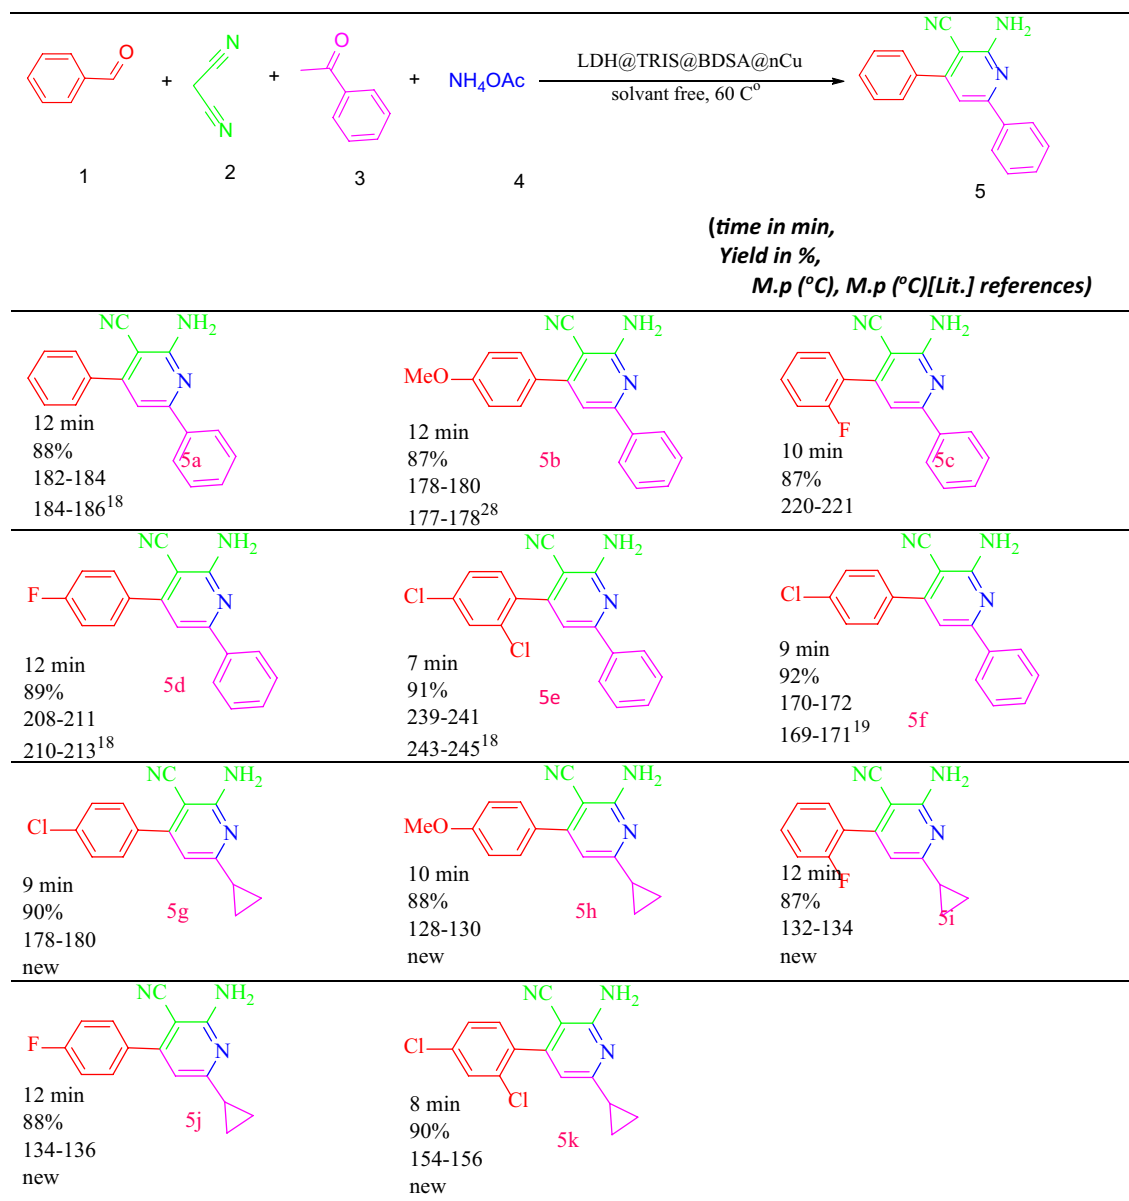 NC NH2
O
N
N
O
N
+ + + NH4OAc
LDH@TRIS@BDSA@nCu
solvant free, 60 Co
1 2 3 4 5
(time in min,
Yield in %,
M.p (oC), M.p (oC)[Lit.] references)
NC NH2
N
12 min
88%
182-184
184-18618
5a
NC NH2
MeO
N
12 min
87%
178-180
177-17828
5b
NC NH2
N
F
10 min
87%
220-221
5c
NC NH2
F
N
12 min
89%
208-211
210-21318
5d
NC NH2
Cl
N
Cl
7 min
91%
239-241
243-24518
5e
NC NH2
Cl
N
9 min
92%
170-172
169-17119
5f
NC NH2
Cl
N
9 min
90%
178-180
new
5g
NC NH2
MeO
N
10 min
88%
128-130
new
5h
NC NH2
N
F
12 min
87%
132-134
new
5i
NC NH2
F
N
12 min
88%
134-136
new
5j
NC NH2
Cl
N
Cl
8 min
90%
154-156
new
5k